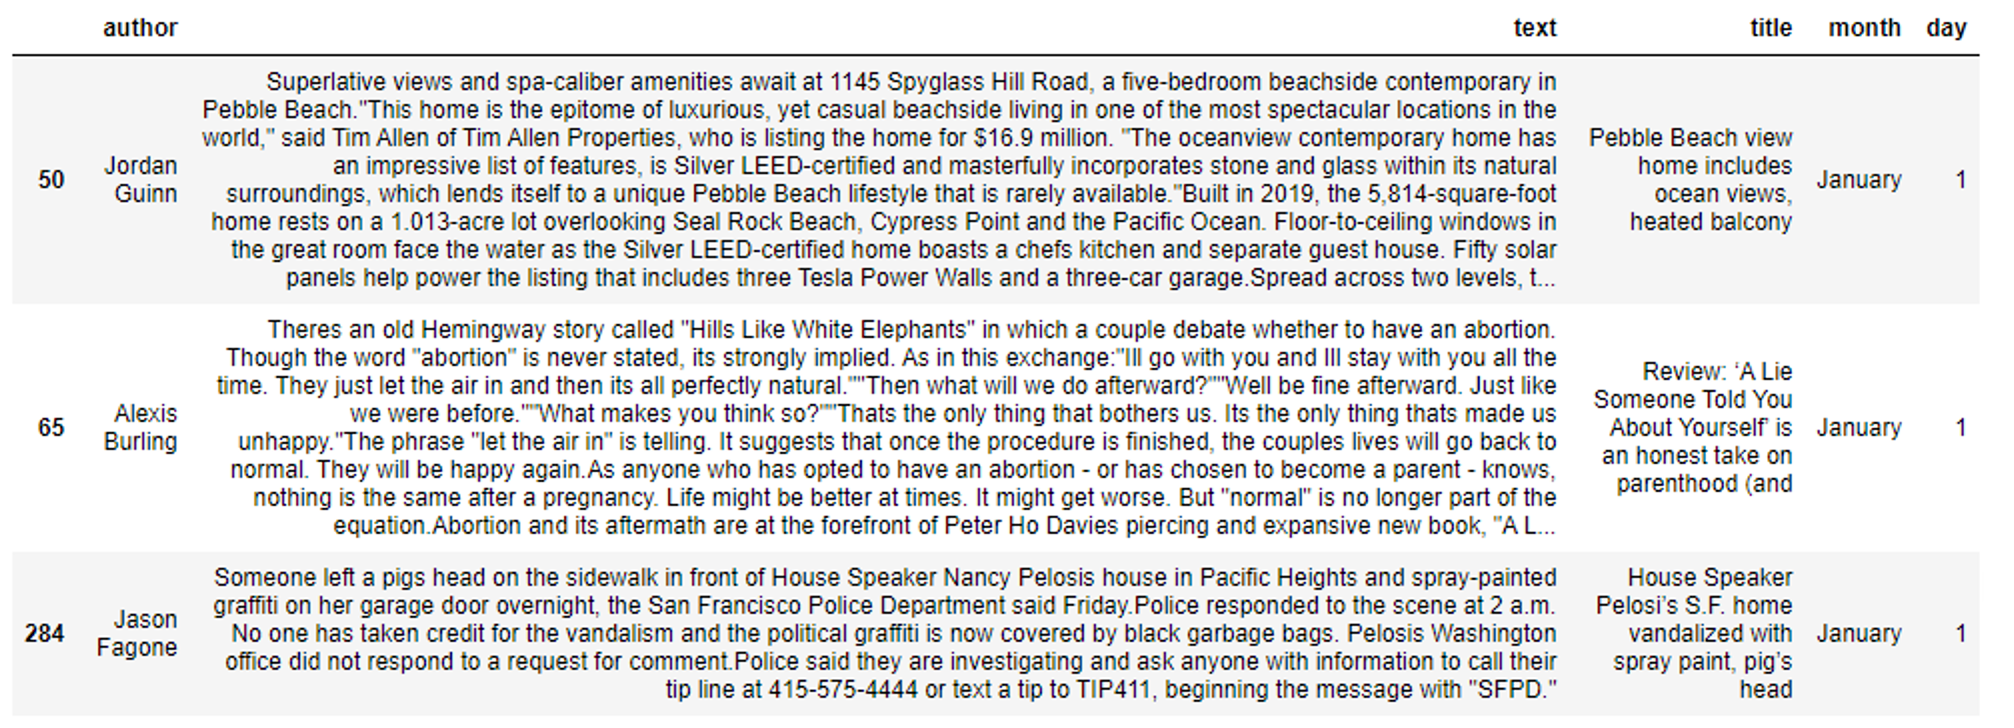 author text title month day
Superlative views and spa-caliber amenities await at 1145 Spyglass Hill Road, a five-bedroom beachside contemporary in
Pebble Beach."This home is the epitome of luxurious, yet casual beachside living in one of the most spectacular locations in the
world," said Tim Allen of Tim Allen Properties, who is listing the home for $16.9 million. "The oceanview contemporary home has
an impressive list of features, is Silver LEED-certified and masterfully incorporates stone and glass within its natural
surroundings, which lends itself to a unique Pebble Beach lifestyle that is rarely available."Built in 2019, the 5,814-square-foot
home rests on a 1.013-acre lot overlooking Seal Rock Beach, Cypress Point and the Pacific Ocean. Floor-to-ceiling windows in
the great room face the water as the Silver LEED-certified home boasts a chefs kitchen and separate guest house. Fifty solar
panels help power the listing that includes three Tesla Power Walls and a three-car garage.Spread across two levels, t...
50
Jordan
Guinn
Pebble Beach view
home includes
ocean views,
heated balcony
January
1
Theres an old Hemingway story called "Hills Like White Elephants" in which a couple debate whether to have an abortion.
Though the word "abortion" is never stated, its strongly implied. As in this exchange:"Ill go with you and Ill stay with you all the
time. They just let the air in and then its all perfectly natural.""Then what will we do afterward?""Well be fine afterward. Just like
we were before.""What makes you think so?""Thats the only thing that bothers us. Its the only thing thats made us
unhappy."The phrase "let the air in" is telling. It suggests that once the procedure is finished, the couples lives will go back to
normal. They will be happy again.As anyone who has opted to have an abortion - or has chosen to become a parent - knows,
nothing is the same after a pregnancy. Life might be better at times. It might get worse. But "normal" is no longer part of the
equation.Abortion and its aftermath are at the forefront of Peter Ho Davies piercing and expansive new book, "A L...
65
Alexis
Burling
Review: ‘A Lie
Someone Told You
About Yourself’ is
an honest take on
parenthood (and
January
1
Someone left a pigs head on the sidewalk in front of House Speaker Nancy Pelosis house in Pacific Heights and spray-painted
graffiti on her garage door overnight, the San Francisco Police Department said Friday.Police responded to the scene at 2 a.m.
No one has taken credit for the vandalism and the political graffiti is now covered by black garbage bags. Pelosis Washington
office did not respond to a request for comment.Police said they are investigating and ask anyone with information to call their
tip line at 415-575-4444 or text a tip to TIP411, beginning the message with "SFPD."
284
Jason
Fagone
House Speaker
Pelosi’s S.F. home
vandalized with
spray paint, pig’s
head
January
1